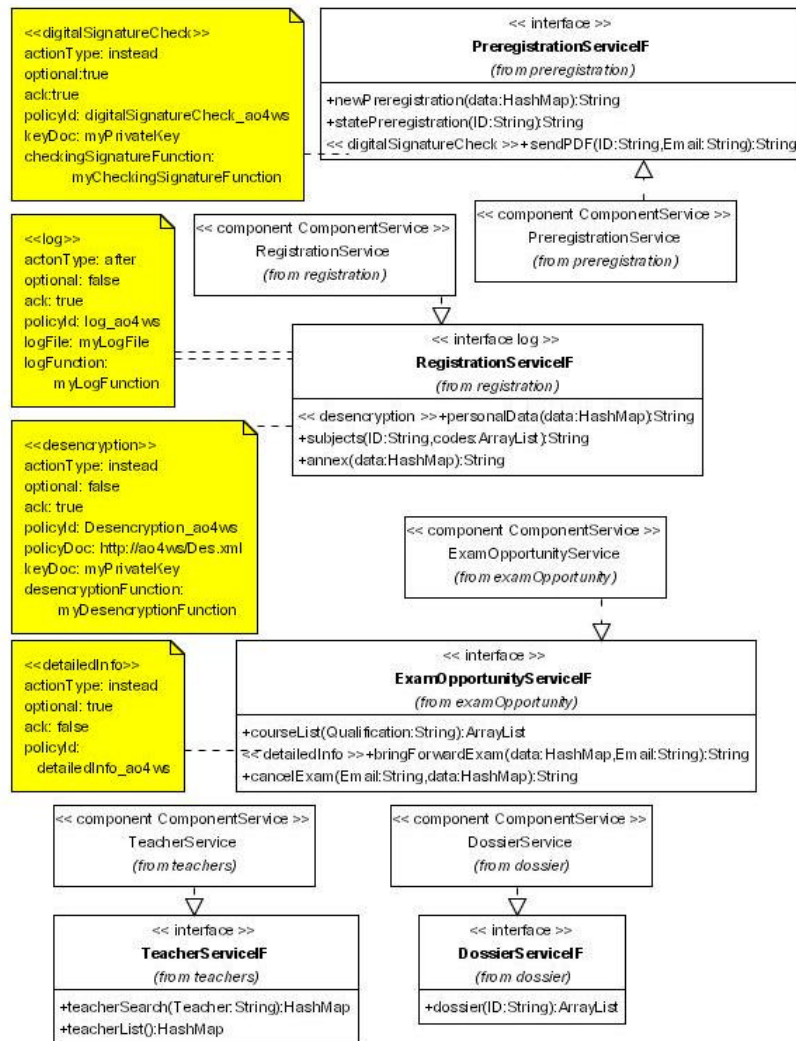 <<digitalSignatureCheck>>
actionType: instead
optional:true
ack:true
policyId: digitalSignatureCheck_ao4ws
keyDoc: myPrivateKey
checkingSignatureFunction:
myCheckingSignatureFunction
<< interface >>
PreregistrationServiceIF
(from preregistration)
+newPreregistration(data:HashMap):String
+statePreregistration(ID:String):String
<< digitalSignatureCheck >>+sendPDF(ID:String,Email:String):String
<< component ComponentService >>
PreregistrationService
(from preregistration)
<< component ComponentService >>
RegistrationService
(from registration)
<<log>>
actonType: after
optional: false
ack: true
policyId: log_ao4ws
logFile: myLogFile
logFunction:
myLogFunction
<< interface log >>
RegistrationServiceIF
(from registration)
<< desencryption >>+personalData(data:HashMap):String
+subjects(ID:String,codes:ArrayList):String
+annex(data:HashMap):String
<<desencryption>>
actionType: instead
optional: false
ack: true
policyId: Desencryption_ao4ws
policyDoc: http://ao4ws/Des.xml
keyDoc: myPrivateKey
desencryptionFunction:
myDesencryptionFunction
<< component ComponentService >>
ExamOpportunityService
(from examOpportunity)
<<detailedInfo>>
actionType: instead
optional: true
ack: false
policyId:
detailedInfo_ao4ws
<< interface >>
ExamOpportunityServiceIF
(from examOpportunity)
+courseList(Qualification:String):ArrayList
<< detailedInfo >>+bringForwardExam(data:HashMap,Email:String):String
+cancelExam(Email:String,data:HashMap):String
<< component ComponentService >>
TeacherService
(from teachers)
<< component ComponentService >>
DossierService
(from dossier)
<< interface >>
TeacherServiceIF
(from teachers)
+teacherSearch(Teacher:String):HashMap
+teacherList():HashMap
<< interface >>
DossierServiceIF
(from dossier)
+dossier(ID:String):ArrayList